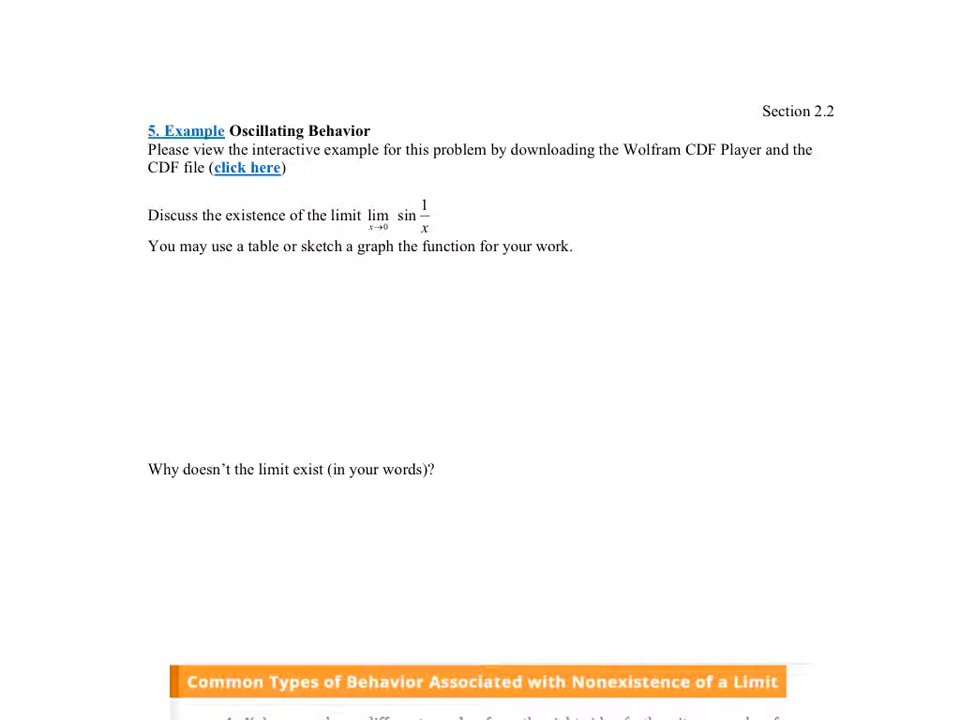 Section 2.2
5. Example Oscillating Behavior
Please view the interactive example for this problem by downloading the Wolfram CDF Player and the
CDF file (click here)
Discuss the existence of the limit lim x→0 sin 1/x
You may use a table or sketch a graph the function for your work.
Why doesn't the limit exist (in your words)?
Common Types of Behavior Associated with Nonexistence of a Limit